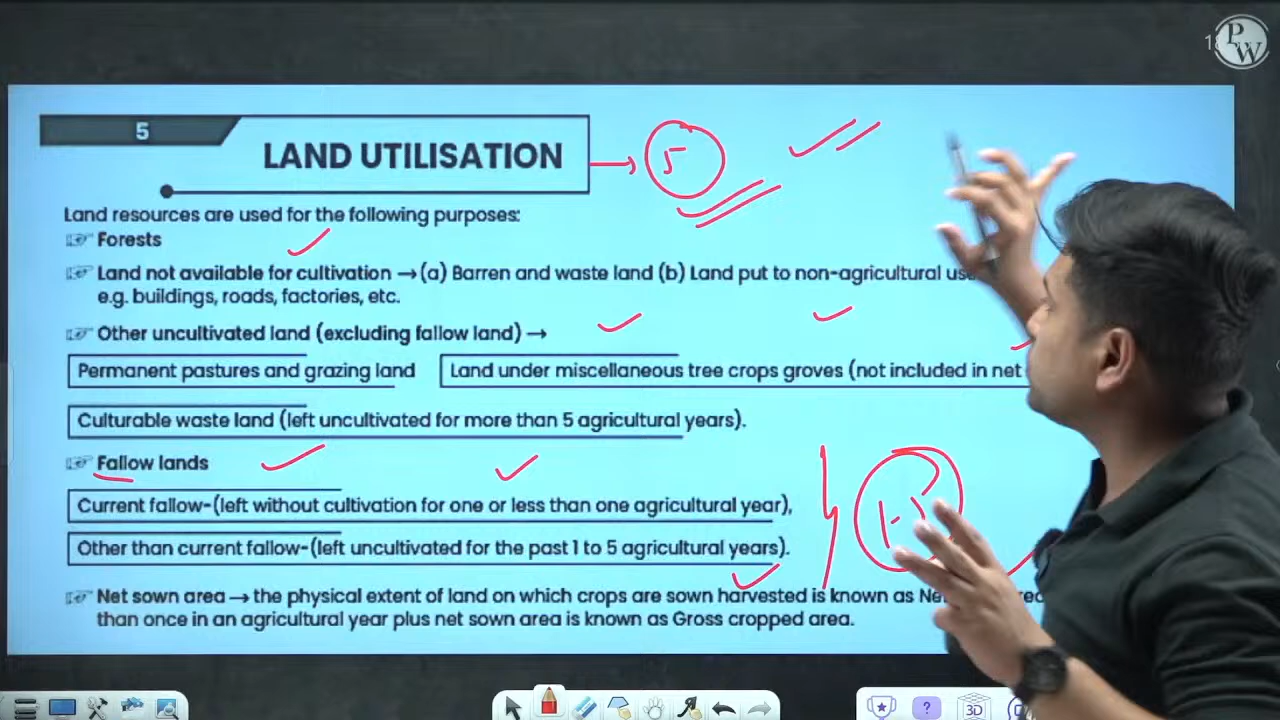 PW
5
LAND UTILISATION
5
Land resources are used for the following purposes:
Forests
Land not available for cultivation → (a) Barren and waste land (b) Land put to non-agricultural
e.g. buildings, roads, factories, etc.
Other uncultivated land (excluding fallow land) →
Permanent pastures and grazing land
Land under miscellaneous tree crops groves (not included in net
Culturable waste land (left uncultivated for more than 5 agricultural years).
Fallow lands
Current fallow-(left without cultivation for one or less than one agricultural year),
Other than current fallow-(left uncultivated for the past 1 to 5 agricultural years).
Net sown area → the physical extent of land on which crops are sown harvested is known as
than once in an agricultural year plus net sown area is known as Gross cropped area.
?
3D